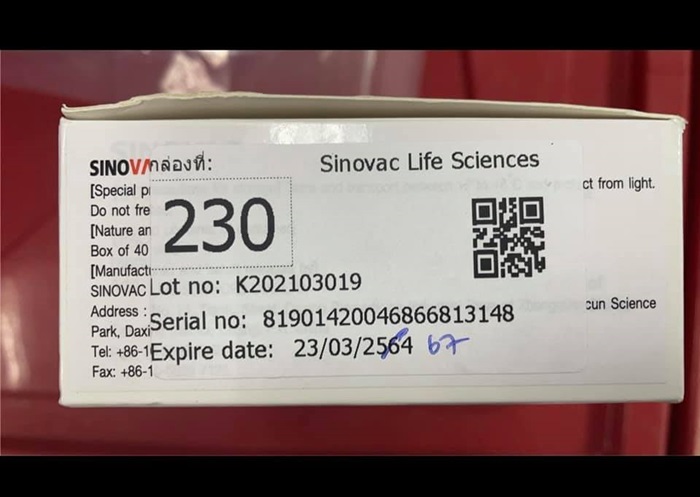 SINOV กล่องที่: Sinovac Life Sciences
[Special ct from light.
Do not fre
[Nature an 230
Box of 40
[Manufact
SINOVAC Lot no: K202103019
Address : cun Science
Park, Daxi Serial no: 81901420046866813148
Tel: +86-1 Expire date: 23/03/2564 67
Fax: +86-1